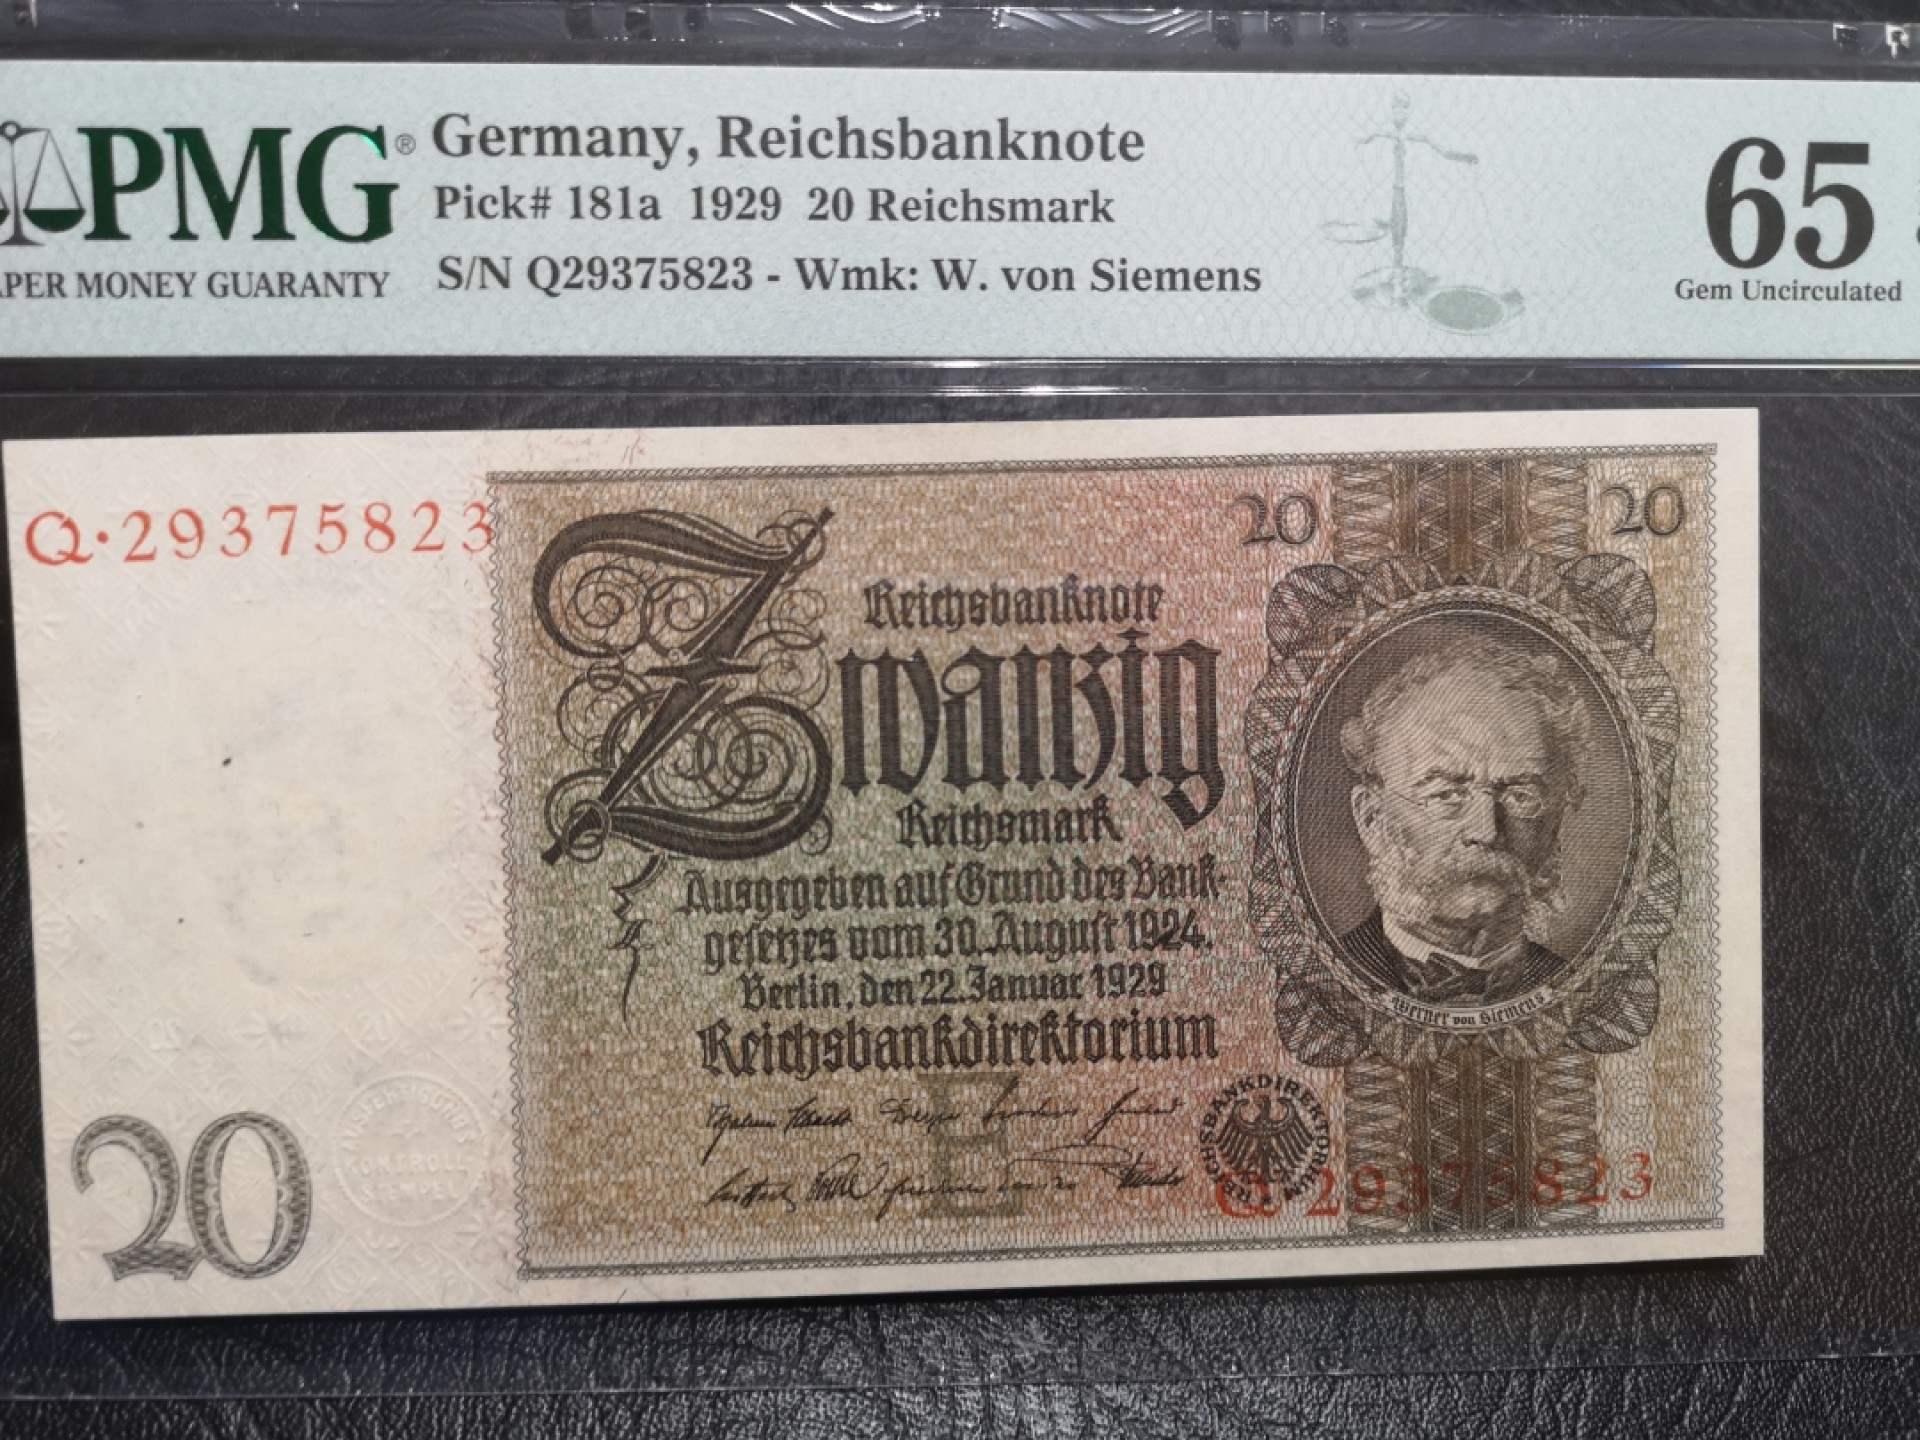 PMG®
PAPER MONEY GUARANTY
Germany, Reichsbanknote
Pick# 181a 1929 20 Reichsmark
S/N Q29375823 - Wmk: W. von Siemens
65
Gem Uncirculated
Q·29375823
20 20
Reichsbanknote
Zwanzig
Reichsmark
Ausgegeben auf Grund des Bank-
gesetzes vom 30. August 1924.
Berlin, den 22. Januar 1929
Reichsbankdirektorium
Werner von Siemens
REICHSBANKDIREKTORIUM
Q·29375823
E
20
KONTROLL
STEMPEL